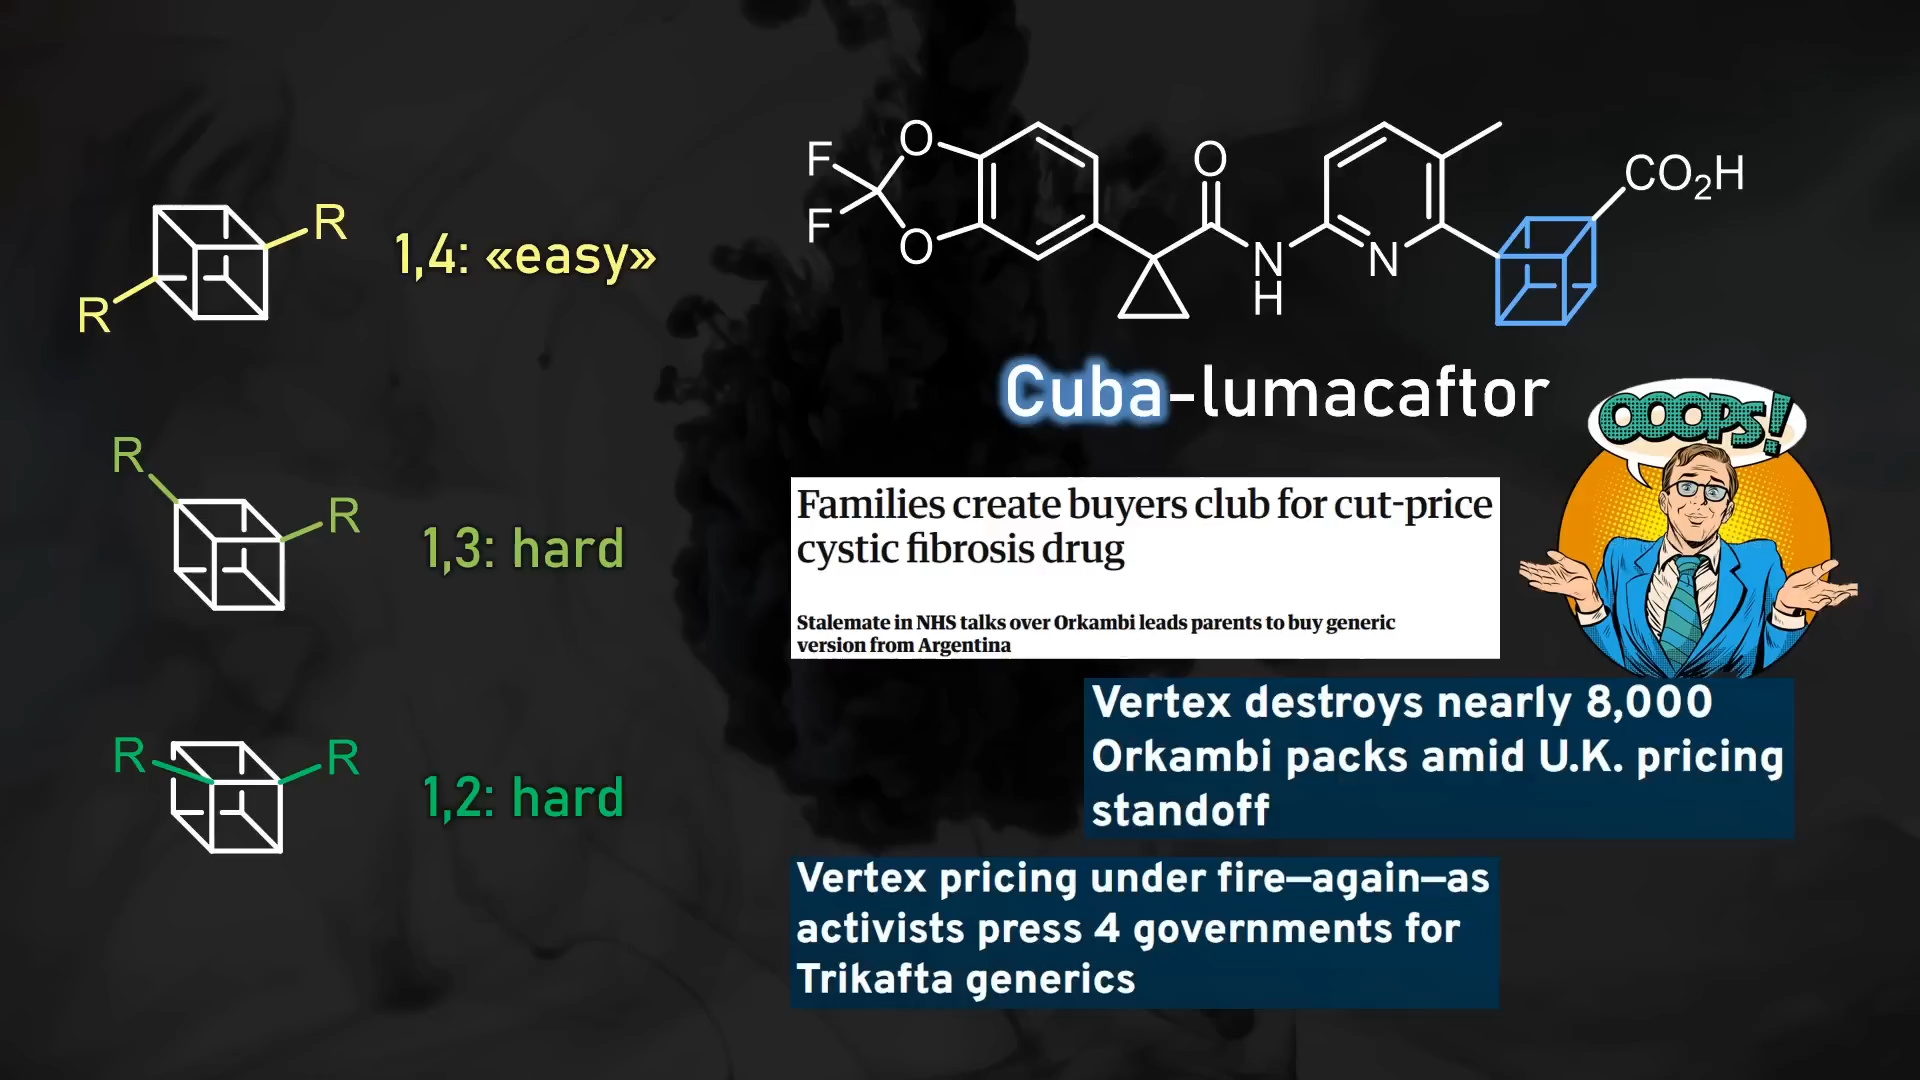 R
1,4: «easy»
R
R
R
1,3: hard
R
R
1,2: hard
F
O
F
O
O
N
H
N
CO₂H
Cuba-lumacaftor
OOOPS!
Families create buyers club for cut-price
cystic fibrosis drug
Stalemate in NHS talks over Orkambi leads parents to buy generic
version from Argentina
Vertex destroys nearly 8,000
Orkambi packs amid U.K. pricing
standoff
Vertex pricing under fire—again—as
activists press 4 governments for
Trikafta generics